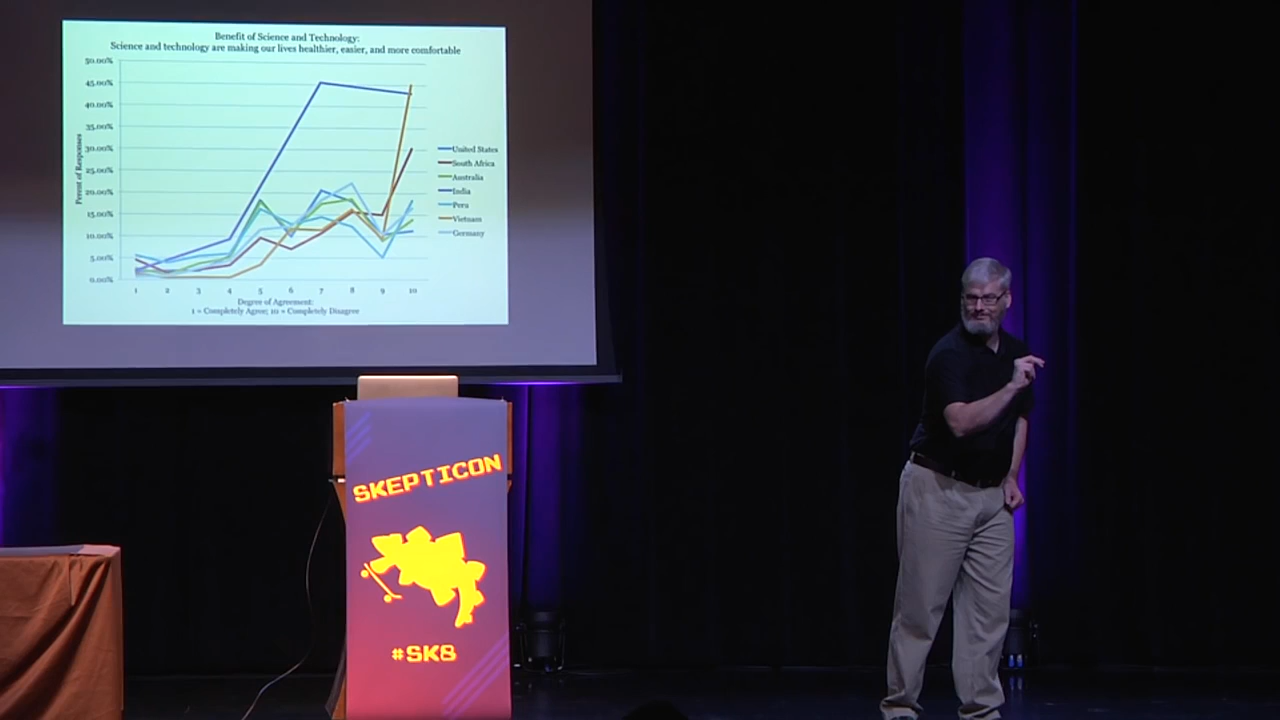 Benefit of Science and Technology:
Science and technology are making our lives healthier, easier, and more comfortable
50.00%
45.00%
40.00%
35.00%
30.00%
25.00%
20.00%
15.00%
10.00%
5.00%
0.00%
Percent of Responses
1 2 3 4 5 6 7 8 9 10
Degree of Agreement:
1 = Completely Agree; 10 = Completely Disagree
United States
South Africa
Australia
India
Peru
Vietnam
Germany
SKEPTICON
#SK8